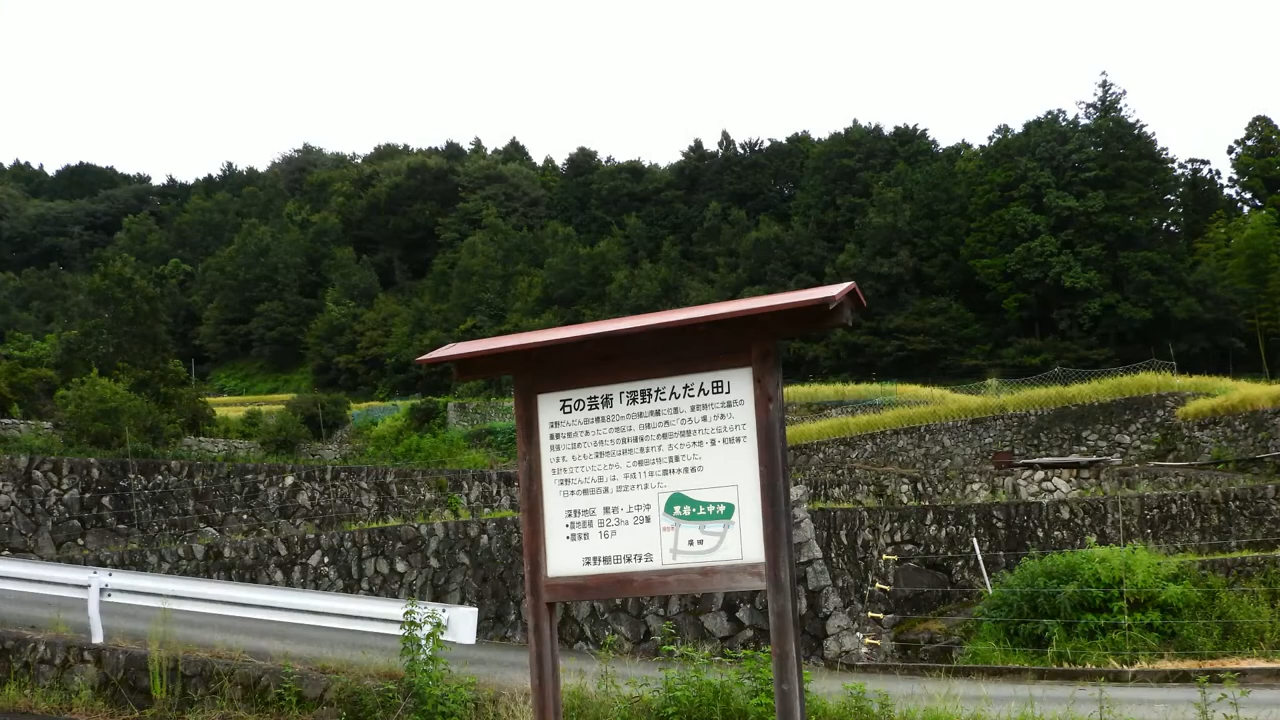 石の芸術「深野だんだん田」
深野だんだん田は標高820mの白猪山南麓に位置し、室町時代に北畠氏の
重要な拠点であったこの地区は、白猪山の西に「のろし場」があり、
見張りに詰めている侍たちの食料確保のため棚田が開墾されたと伝えられて
います。もともと深野地区は耕地に恵まれず、古くから木地・蚕・和紙等で
生計を立てていたことから、この棚田は特に貴重でした。
「深野だんだん田」は、平成11年に農林水産省の
「日本の棚田百選」認定されました。
深野地区 黒岩・上中沖
●農地面積 田2.3ha 29筆
●農家数 16戸
黒岩・上中沖
廣田
深野棚田保存会